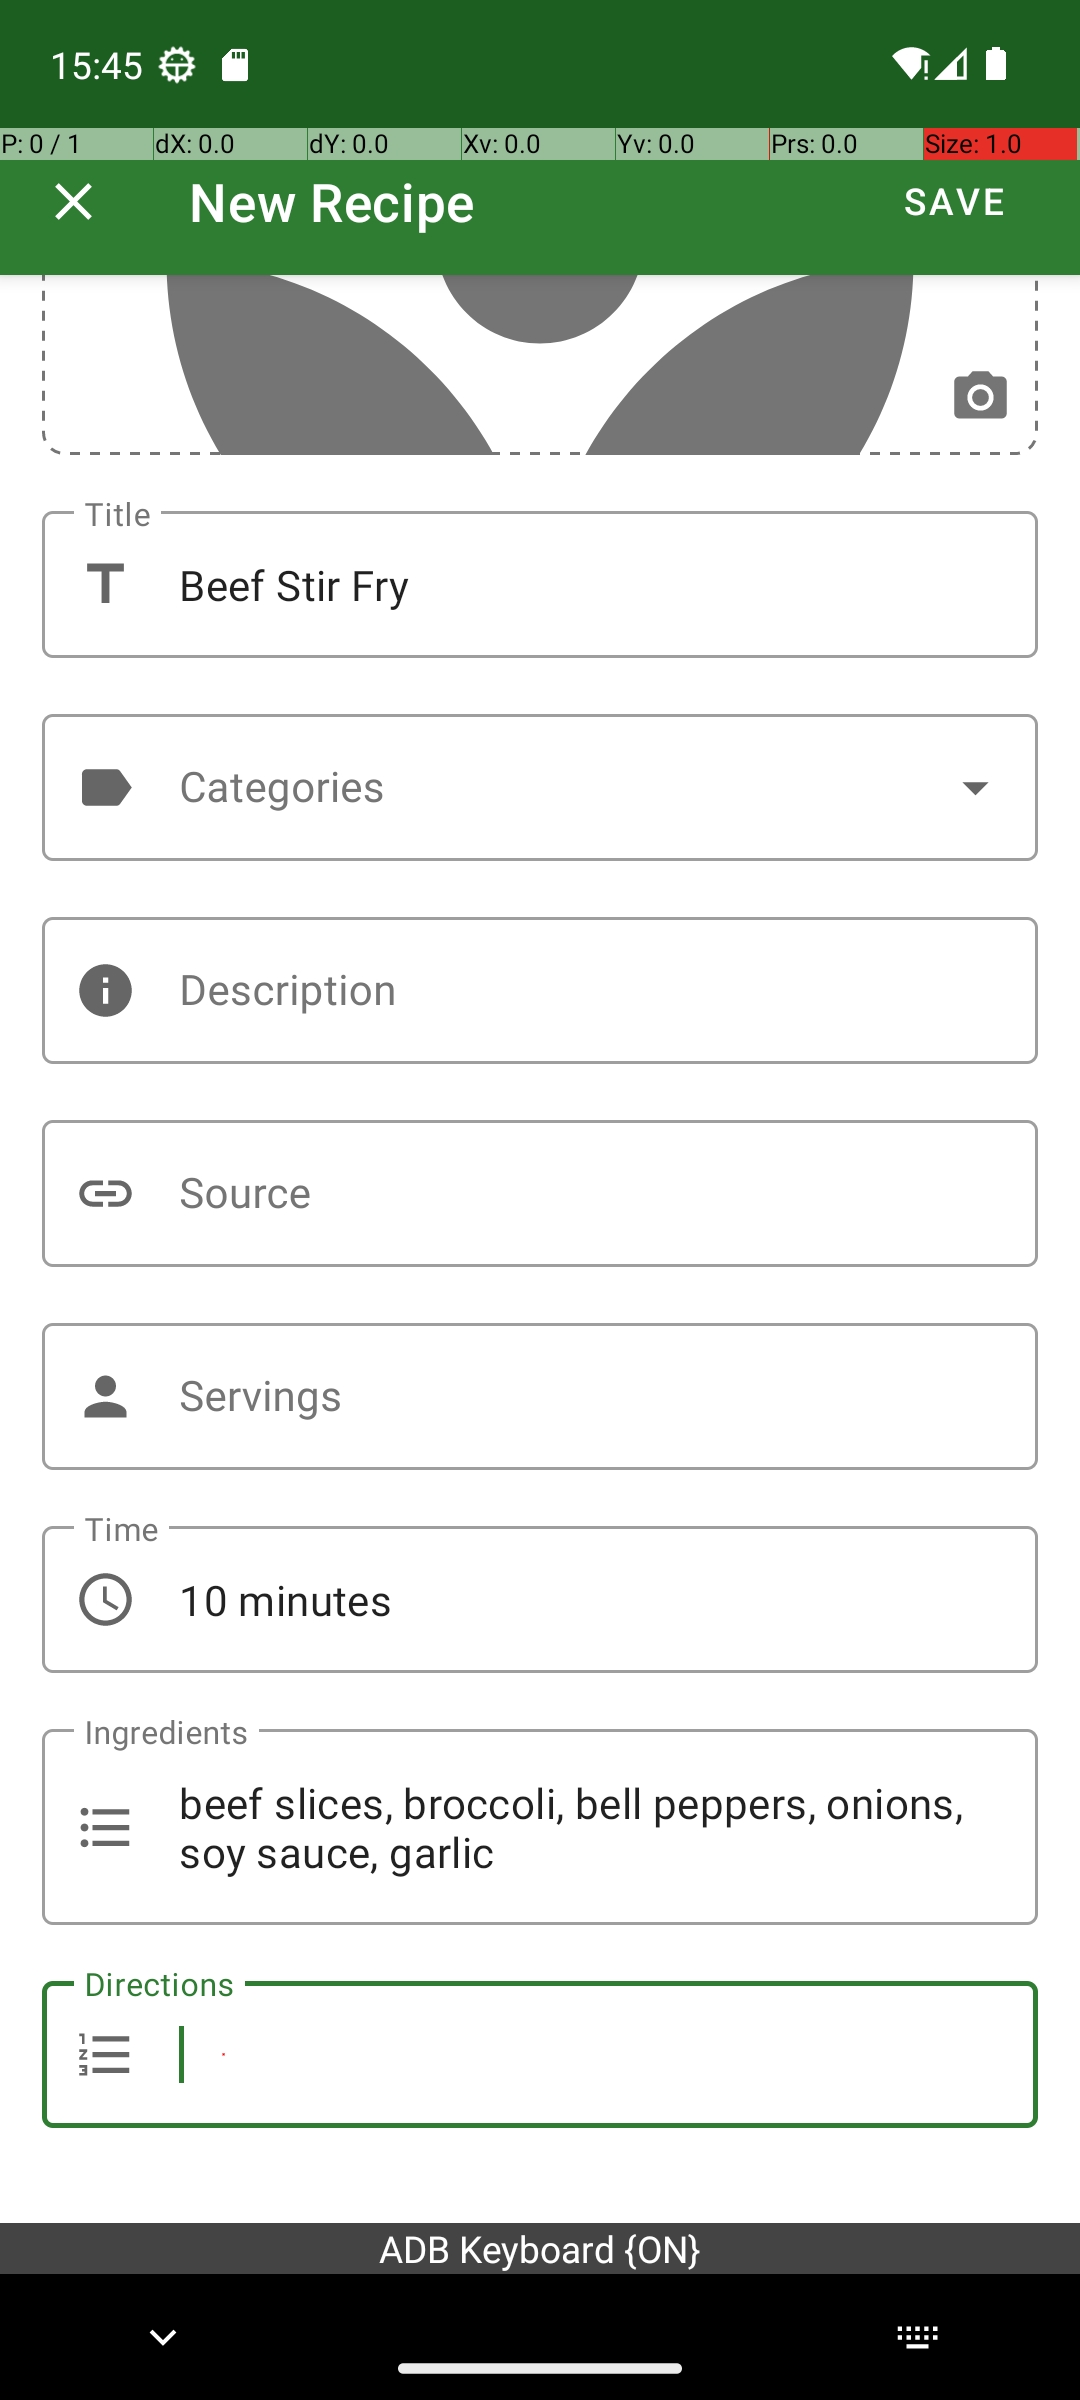 15:45
P: 0 / 1 dX: 0.0 dY: 0.0 Xv: 0.0 Yv: 0.0 Prs: 0.0 Size: 1.0
New Recipe SAVE
Title
Beef Stir Fry
Categories
Description
Source
Servings
Time
10 minutes
Ingredients
beef slices, broccoli, bell peppers, onions,
soy sauce, garlic
Directions
ADB Keyboard {ON}